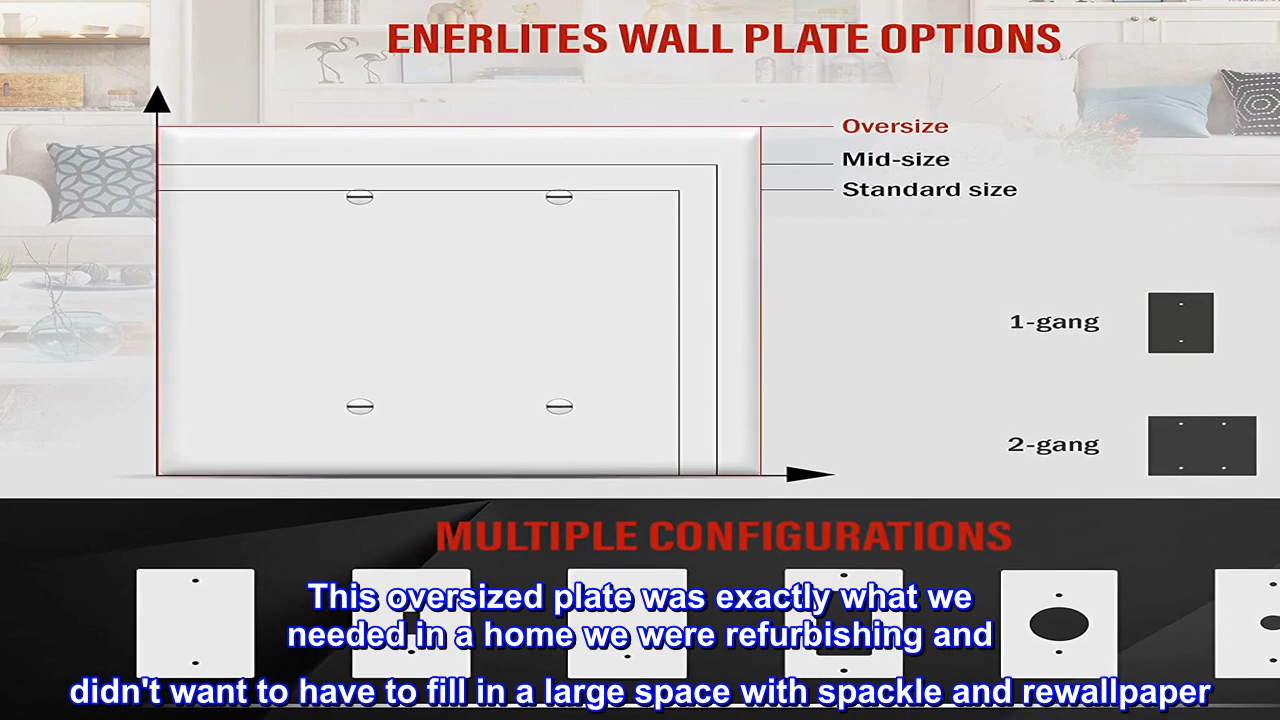 ENERLITES WALL PLATE OPTIONS
Oversize
Mid-size
Standard size
1-gang
2-gang
MULTIPLE CONFIGURATIONS
This oversized plate was exactly what we
needed in a home we were refurbishing and
didn't want to have to fill in a large space with spackle and rewallpaper